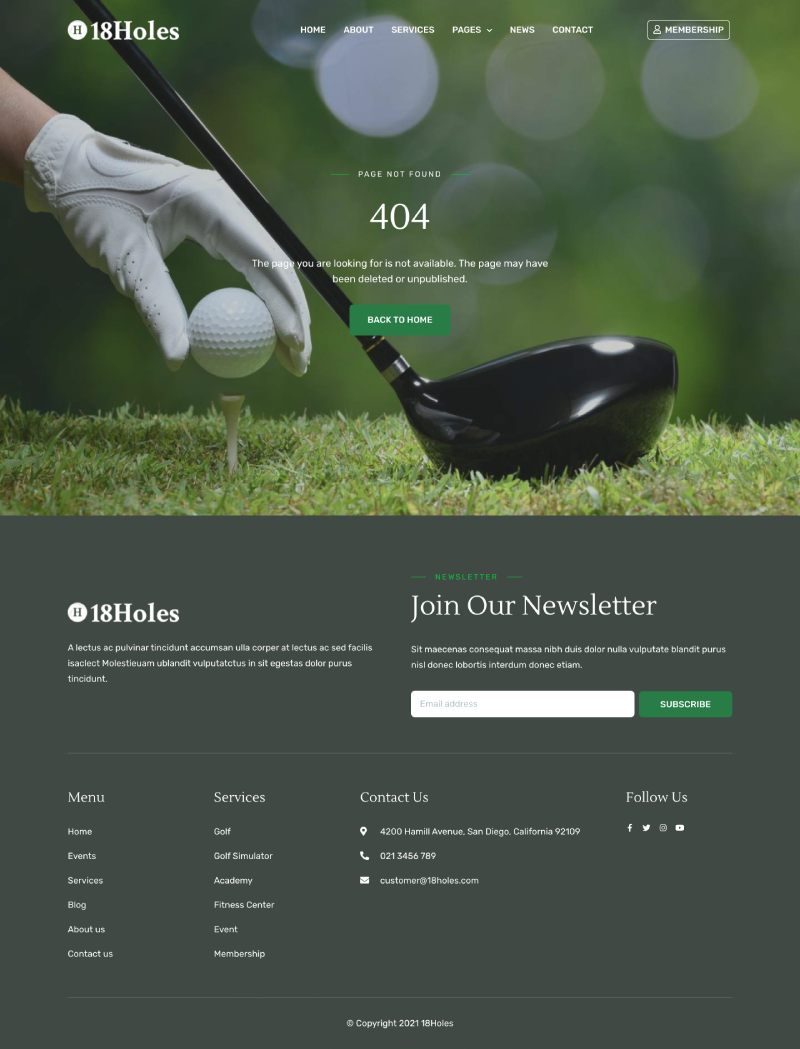 H 18Holes
HOME ABOUT SERVICES PAGES NEWS CONTACT
MEMBERSHIP
PAGE NOT FOUND
404
The page you are looking for is not available. The page may have
been deleted or unpublished.
BACK TO HOME
H 18Holes
A lectus ac pulvinar tincidunt accumsan ulla corper at lectus ac sed facilis
isaclect Molestieuam ublandit vulputatctus in sit egestas dolor purus
tincidunt.
NEWSLETTER
Join Our Newsletter
Sit maecenas consequat massa nibh duis dolor nulla vulputate blandit purus
nisl donec lobortis interdum donec etiam.
Email address
SUBSCRIBE
Menu
Home
Events
Services
Blog
About us
Contact us
Services
Golf
Golf Simulator
Academy
Fitness Center
Event
Membership
Contact Us
4200 Hamill Avenue, San Diego, California 92109
021 3456 789
customer@18holes.com
Follow Us
© Copyright 2021 18Holes